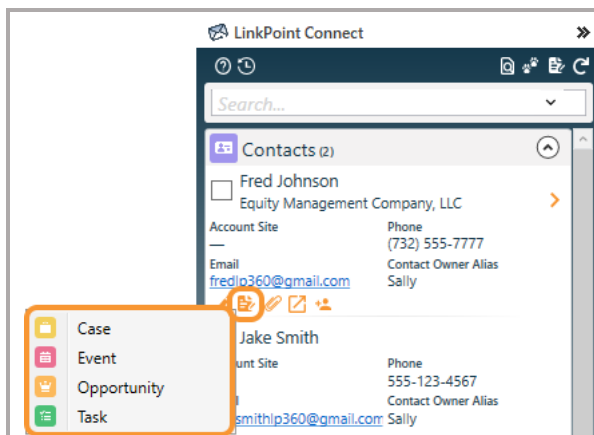 LinkPoint Connect
Search...
Contacts (2)
Fred Johnson
Equity Management Company, LLC
Account Site Phone
— (732) 555-7777
Email Contact Owner Alias
fredlp360@gmail.com Sally
Jake Smith
unt Site Phone
555-123-4567
Contact Owner Alias
smithlp360@gmail.com Sally
Case
Event
Opportunity
Task